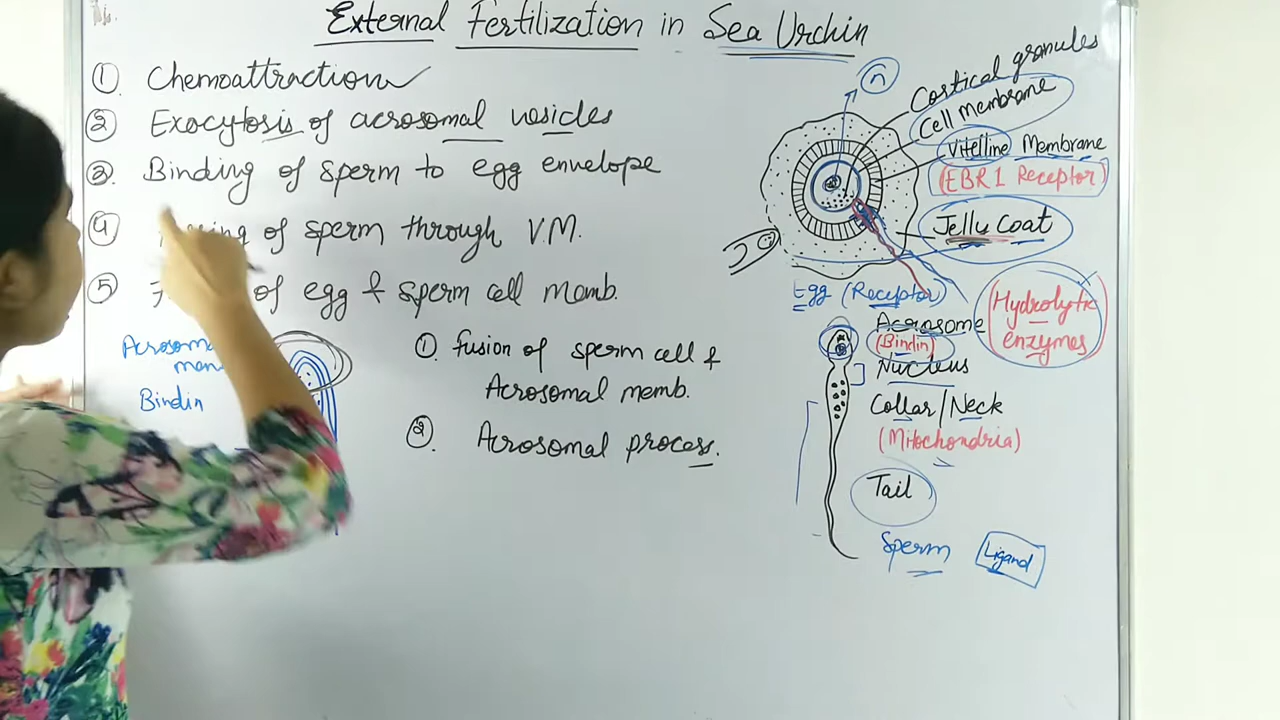 External Fertilization in Sea Urchin
① Chemoattraction
② Exocytosis of acrosomal vesicles
③ Binding of sperm to egg envelope
④ of sperm through V.M.
⑤ of egg & sperm cell Memb.
Acrosoma
Bindin
① fusion of sperm cell &
Acrosomal memb.
② Acrosomal process.
n
Cortical granules
Cell membrane
Vitelline Membrane
(EBR1 Receptor)
Jelly Coat
Egg (Receptor)
Hydrolytic
enzymes
Acrosome
(Bindin)
Nucleus
Collar/Neck
(Mitochondria)
Tail
Sperm
Ligand